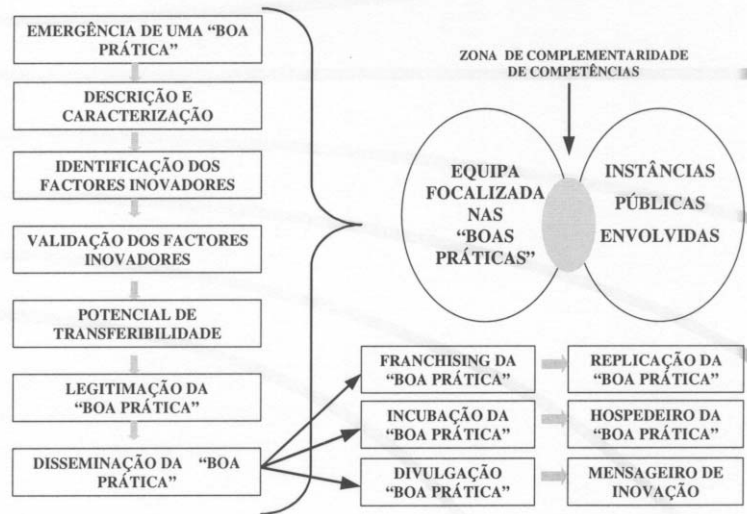 EMERGÊNCIA DE UMA “BOA
PRÁTICA”
DESCRIÇÃO E
CARACTERIZAÇÃO
IDENTIFICAÇÃO DOS
FACTORES INOVADORES
VALIDAÇÃO DOS FACTORES
INOVADORES
POTENCIAL DE
TRANSFERIBILIDADE
LEGITIMAÇÃO DA
“BOA PRÁTICA”
DISSEMINAÇÃO DA “BOA
PRÁTICA”
ZONA DE COMPLEMENTARIDADE
DE COMPETÊNCIAS
EQUIPA
FOCALIZADA
NAS
“BOAS
PRÁTICAS”
INSTÂNCIAS
PÚBLICAS
ENVOLVIDAS
FRANCHISING DA
“BOA PRÁTICA”
REPLICAÇÃO DA
“BOA PRÁTICA”
INCUBAÇÃO DA
“BOA PRÁTICA”
HOSPEDEIRO DA
“BOA PRÁTICA”
DIVULGAÇÃO
“BOA PRÁTICA”
MENSAGEIRO DE
INOVAÇÃO